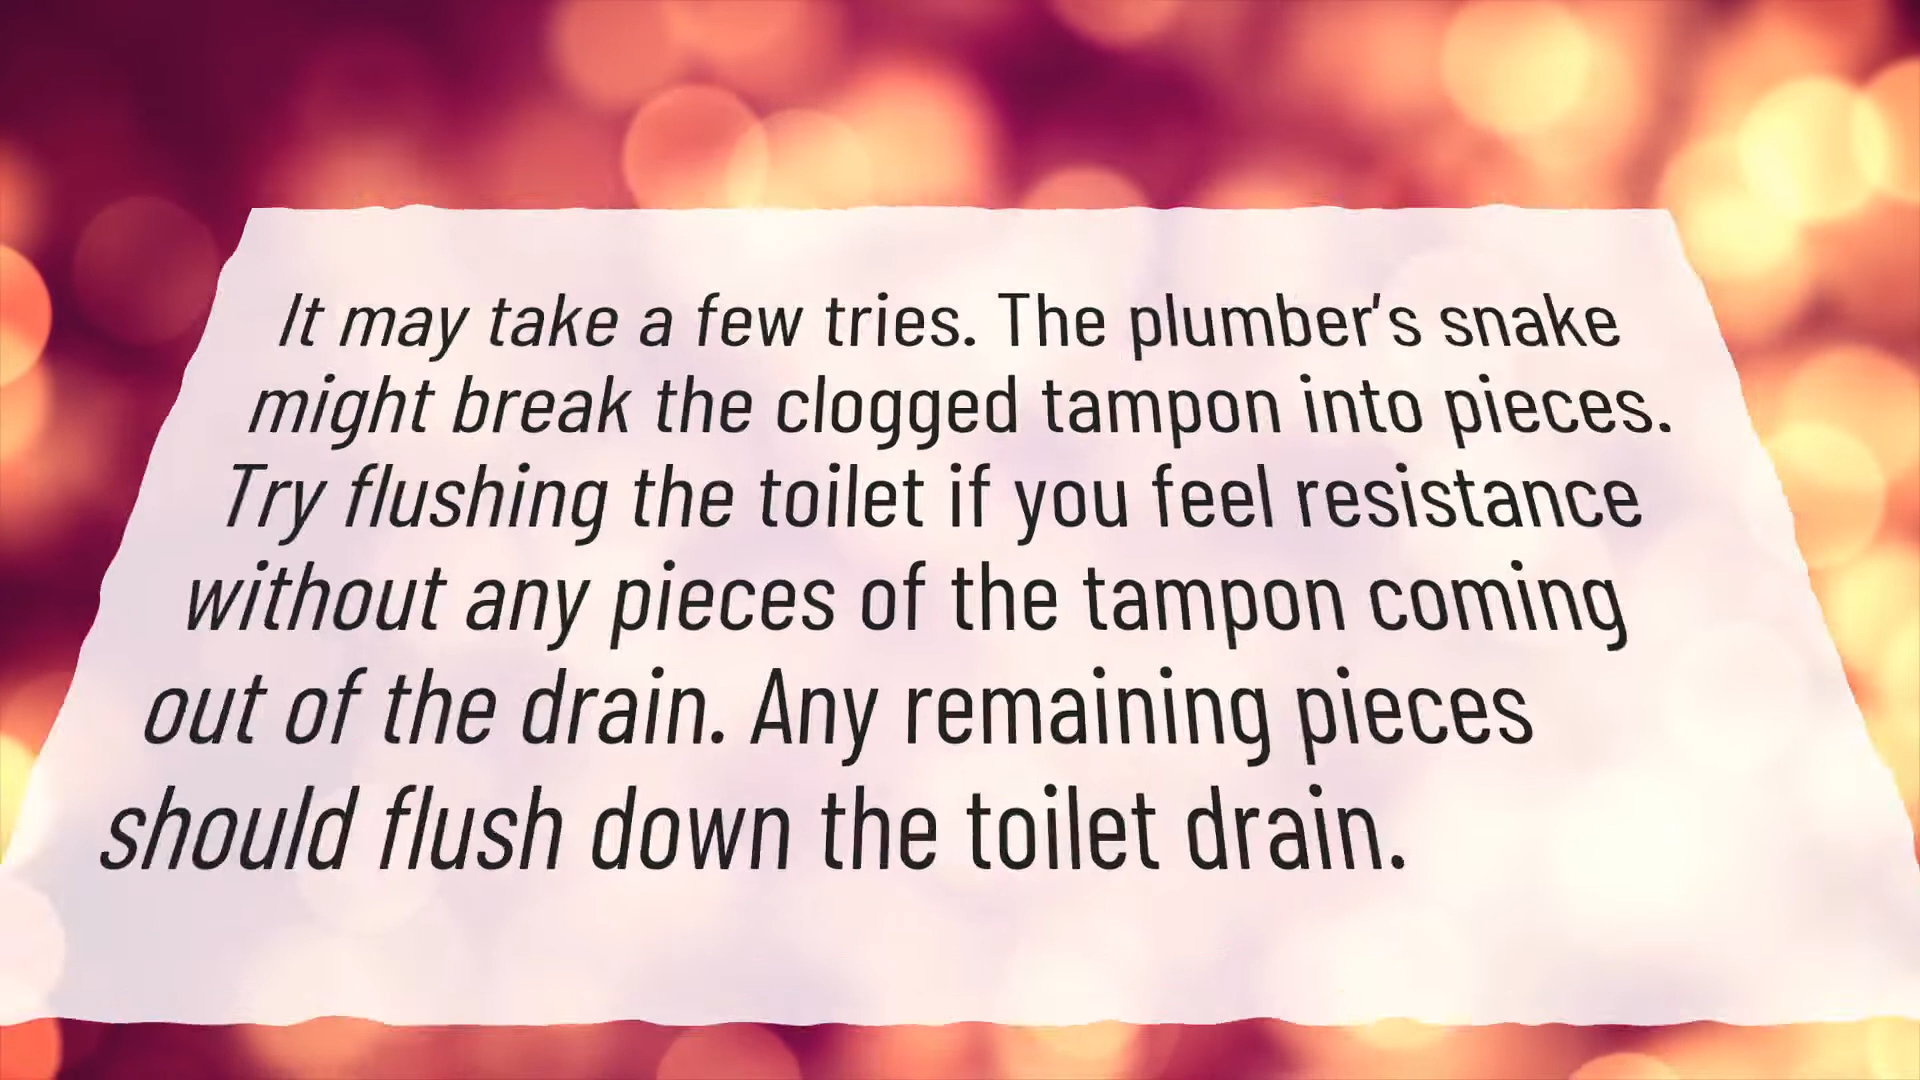 It may take a few tries. The plumber's snake
might break the clogged tampon into pieces.
Try flushing the toilet if you feel resistance
without any pieces of the tampon coming
out of the drain. Any remaining pieces
should flush down the toilet drain.